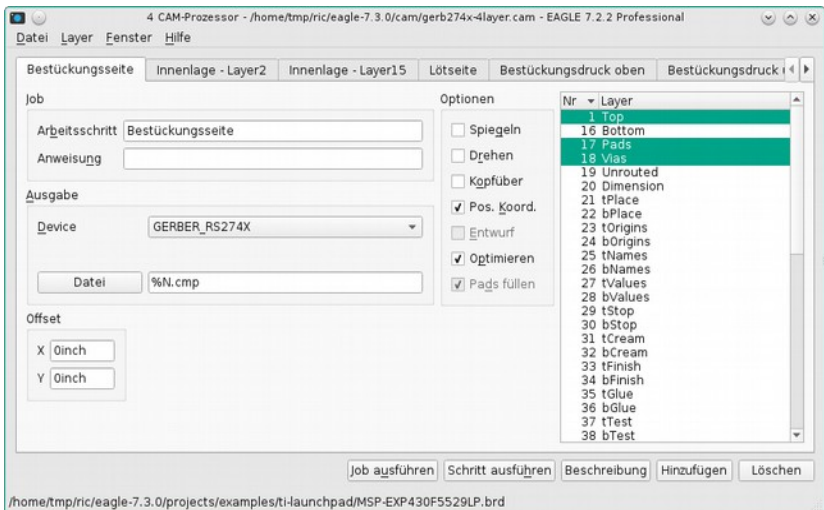 4 CAM-Prozessor - /home/tmp/ric/eagle-7.3.0/cam/gerb274x-4layer.cam - EAGLE 7.2.2 Professional
Datei Layer Fenster Hilfe
Bestückungsseite Innenlage - Layer2 Innenlage - Layer15 Lötseite Bestückungsdruck oben Bestückungsdruck
Job
Arbeitsschritt Bestückungsseite
Anweisung
Ausgabe
Device GERBER_RS274X
Datei %N.cmp
Offset
X 0inch
Y 0inch
Optionen
Spiegeln
Drehen
Kopfüber
Pos. Koord.
Entwurf
Optimieren
Pads füllen
Nr Layer
1 Top
16 Bottom
17 Pads
18 Vias
19 Unrouted
20 Dimension
21 tPlace
22 bPlace
23 tOrigins
24 bOrigins
25 tNames
26 bNames
27 tValues
28 bValues
29 tStop
30 bStop
31 tCream
32 bCream
33 tFinish
34 bFinish
35 tGlue
36 bGlue
37 tTest
38 bTest
Job ausführen Schritt ausführen Beschreibung Hinzufügen Löschen
/home/tmp/ric/eagle-7.3.0/projects/examples/ti-launchpad/MSP-EXP430F5529LP.brd